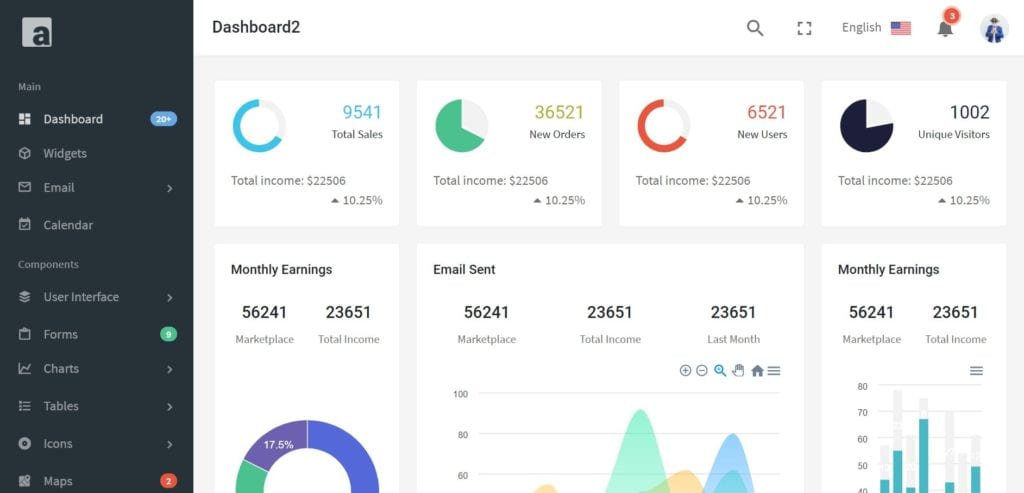 a
Dashboard2
English
3
Main
Dashboard
20+
Widgets
Email
Calendar
Components
User Interface
Forms
9
Charts
Tables
Icons
Maps
2
9541
Total Sales
Total income: $22506
10.25%
36521
New Orders
Total income: $22506
10.25%
6521
New Users
Total income: $22506
10.25%
1002
Unique Visitors
Total income: $22506
10.25%
Monthly Earnings
56241 23651
Marketplace Total Income
17.5%
Email Sent
56241 23651 23651
Marketplace Total Income Last Month
100
80
60
Monthly Earnings
56241 23651
Marketplace Total Income
80
70
60
50
40